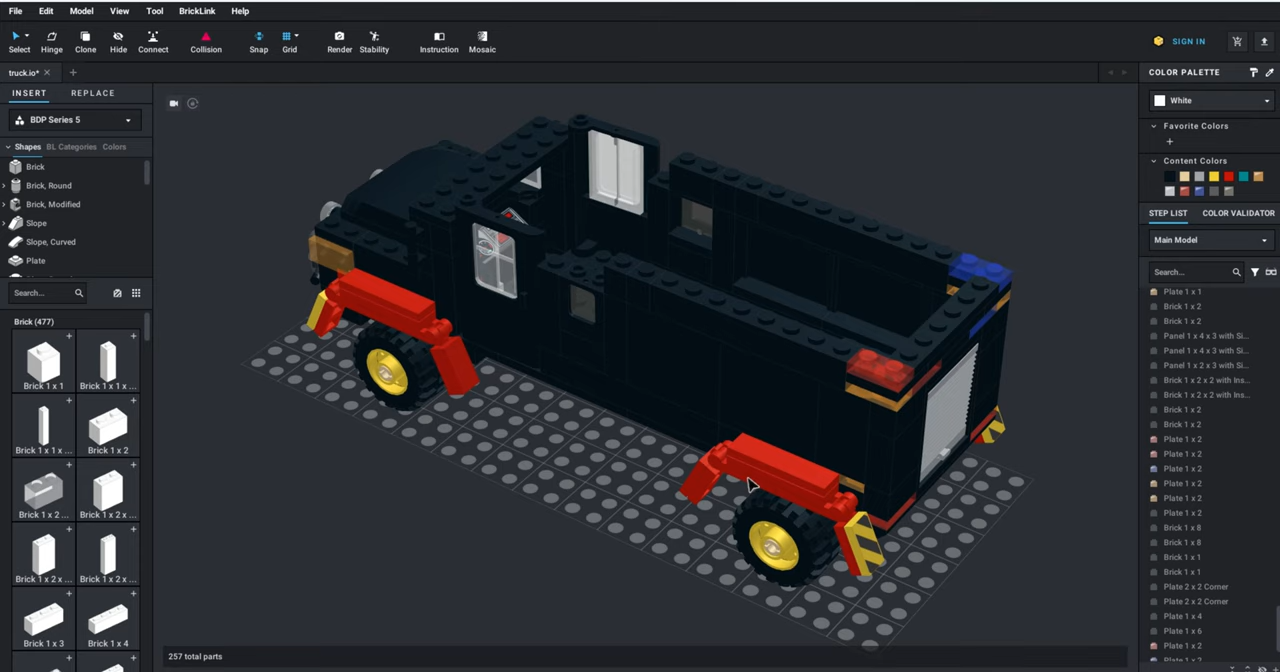 File Edit Model View Tool BrickLink Help
Select Hinge Clone Hide Connect Collision Snap Grid Render Stability Instruction Mosaic SIGN IN
truck.io*
INSERT REPLACE
BDP Series 5
Shapes BL Categories Colors
Brick
Brick, Round
Brick, Modified
Slope
Slope, Curved
Plate
Search...
Brick (477)
Brick 1 x 1 Brick 1 x 1 x ...
Brick 1 x 1 x ... Brick 1 x 2
Brick 1 x 2 ... Brick 1 x 2 x ...
Brick 1 x 2 x ... Brick 1 x 2 x ...
Brick 1 x 3 Brick 1 x 4
257 total parts
COLOR PALETTE
White
Favorite Colors
Content Colors
STEP LIST COLOR VALIDATOR
Main Model
Search...
Plate 1 x 1
Brick 1 x 2
Brick 1 x 2
Panel 1 x 4 x 3 with Si...
Panel 1 x 4 x 3 with Si...
Panel 1 x 2 x 3 with Si...
Brick 1 x 2 x 2 with Ins...
Brick 1 x 2 x 2 with Ins...
Brick 1 x 2
Brick 1 x 2
Plate 1 x 2
Plate 1 x 2
Plate 1 x 2
Plate 1 x 2
Plate 1 x 2
Plate 1 x 2
Brick 1 x 8
Brick 1 x 8
Brick 1 x 1
Brick 1 x 1
Plate 2 x 2 Corner
Plate 2 x 2 Corner
Plate 1 x 4
Plate 1 x 6
Plate 1 x 2
Plate 1 x 2